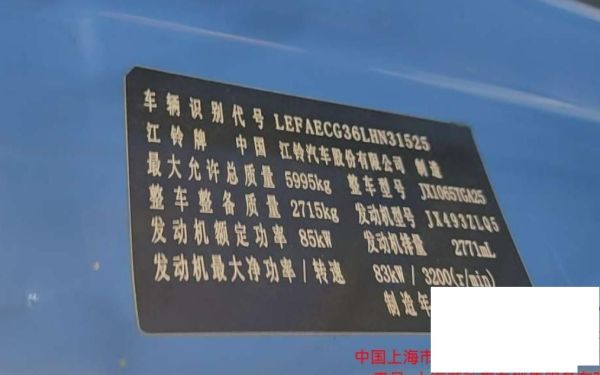 车辆识别代号 LEFAECG36LHN31525
江铃牌 中国 江铃汽车股份有限公司 制造
最大允许总质量 5995kg 整车型号 JX1065TGA25
整车整备质量 2715kg 发动机型号 JX493ZLQ5
发动机额定功率 85kW 发动机排量 2771mL
发动机最大净功率/转速 83kW/3200(r/min)
制造年
中国上海市